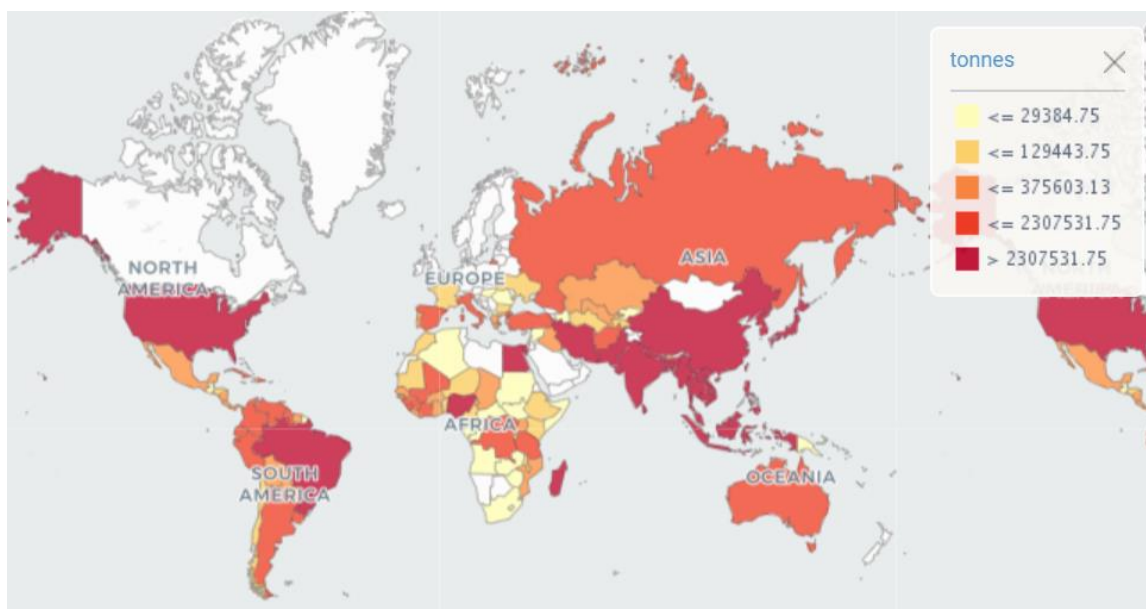 tonnes
<= 29384.75
<= 129443.75
<= 375603.13
<= 2307531.75
> 2307531.75
NORTH
AMERICA
EUROPE
ASIA
AFRICA
SOUTH
AMERICA
OCEANIA